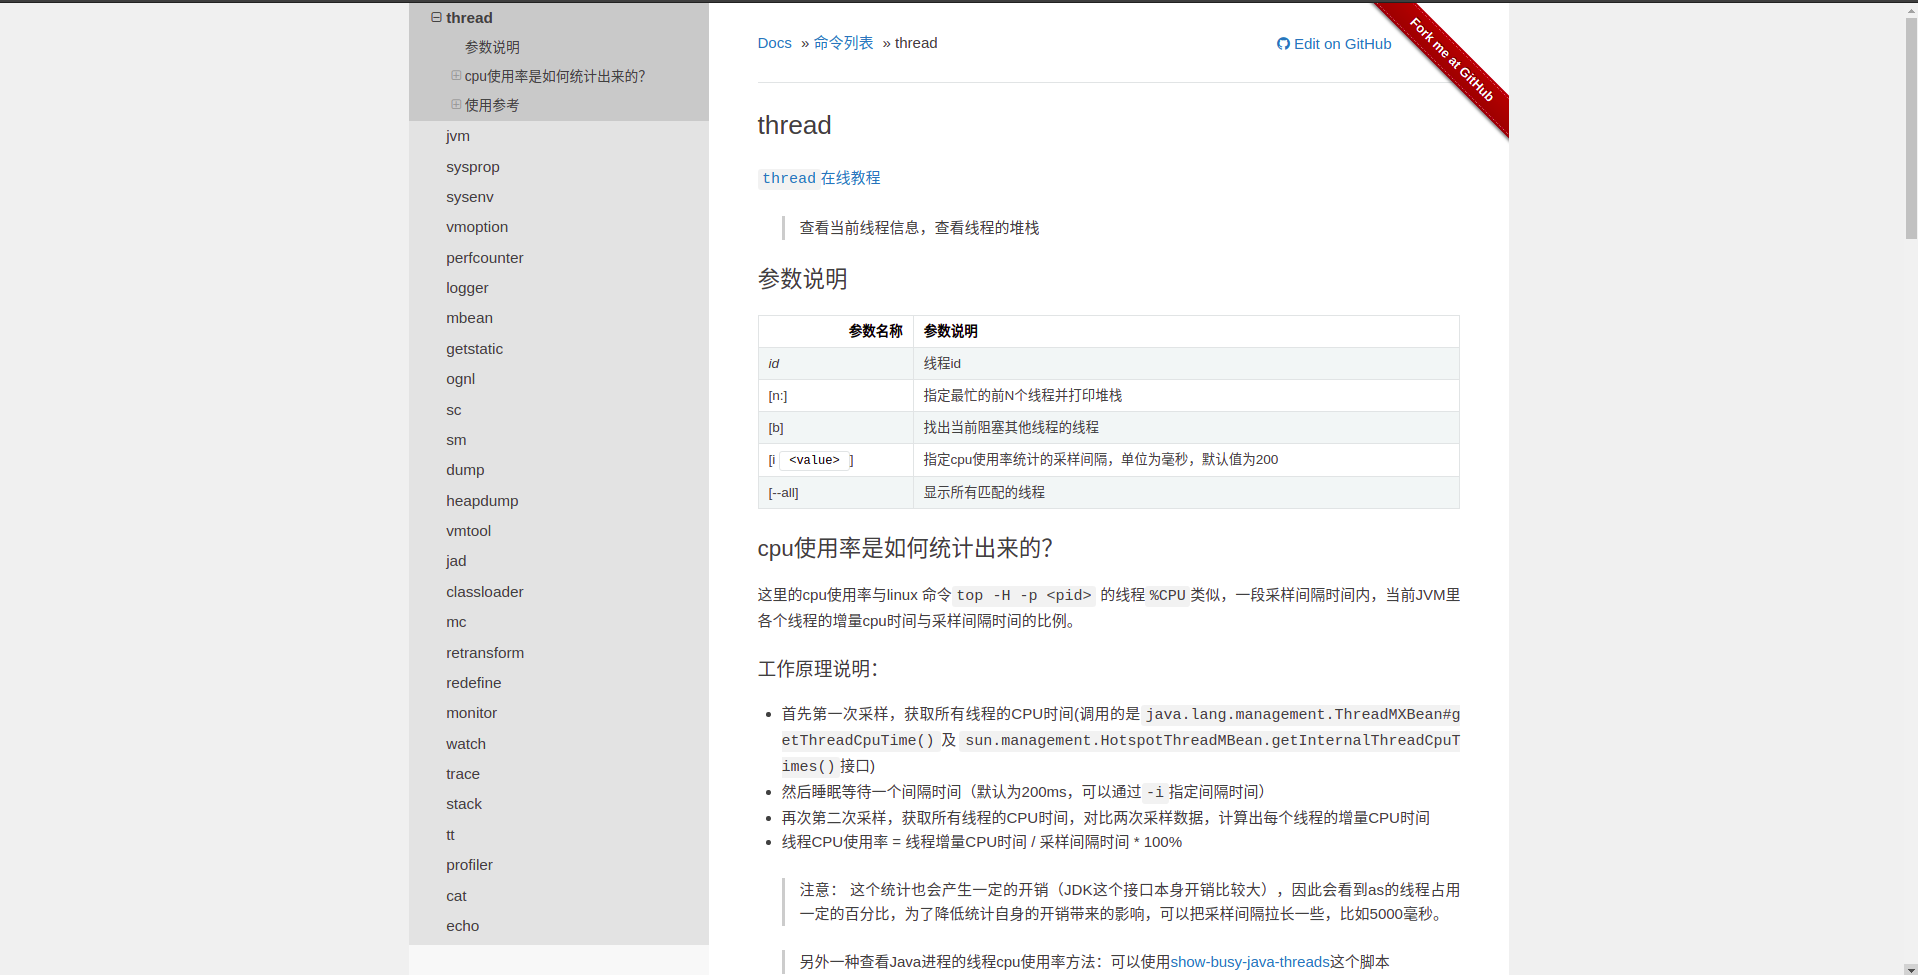 thread
参数说明
cpu使用率是如何统计出来的？
使用参考
jvm
sysprop
sysenv
vmoption
perfcounter
logger
mbean
getstatic
ognl
sc
sm
dump
heapdump
vmtool
jad
classloader
mc
retransform
redefine
monitor
watch
trace
stack
tt
profiler
cat
echo
Docs » 命令列表 » thread
Edit on GitHub
Fork me at GitHub
thread
thread在线教程
查看当前线程信息，查看线程的堆栈
参数说明
参数名称 参数说明
id 线程id
[n:] 指定最忙的前N个线程并打印堆栈
[b] 找出当前阻塞其他线程的线程
[i <value> ] 指定cpu使用率统计的采样间隔，单位为毫秒，默认值为200
[--all] 显示所有匹配的线程
cpu使用率是如何统计出来的？
这里的cpu使用率与linux 命令 top -H -p <pid> 的线程 %CPU 类似，一段采样间隔时间内，当前JVM里
各个线程的增量cpu时间与采样间隔时间的比例。
工作原理说明：
首先第一次采样，获取所有线程的CPU时间(调用的是 java.lang.management.ThreadMXBean#g
etThreadCpuTime() 及 sun.management.HotspotThreadMBean.getInternalThreadCpuT
imes() 接口)
然后睡眠等待一个间隔时间（默认为200ms，可以通过 -i 指定间隔时间）
再次第二次采样，获取所有线程的CPU时间，对比两次采样数据，计算出每个线程的增量CPU时间
线程CPU使用率 = 线程增量CPU时间 / 采样间隔时间 * 100%
注意： 这个统计也会产生一定的开销（JDK这个接口本身开销比较大），因此会看到as的线程占用
一定的百分比，为了降低统计自身的开销带来的影响，可以把采样间隔拉长一些，比如5000毫秒。
另外一种查看Java进程的线程cpu使用率方法：可以使用show-busy-java-threads这个脚本